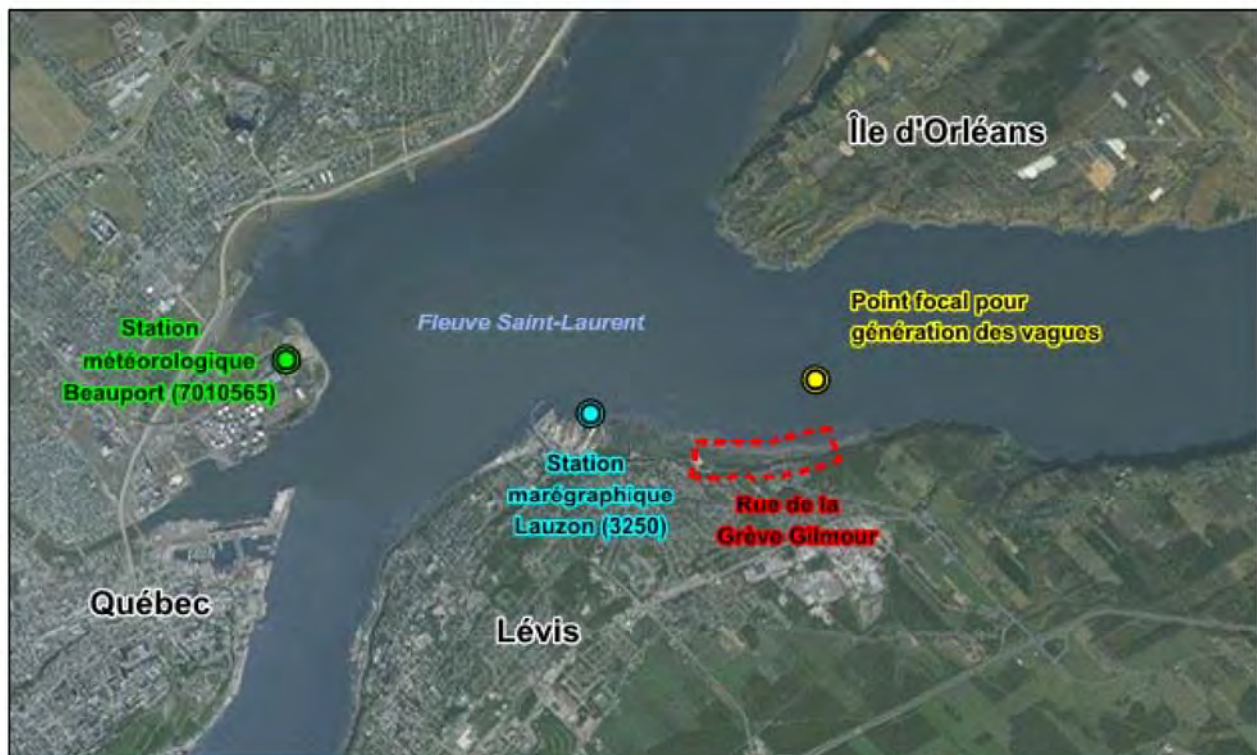 Île d'Orléans
Point focal pour
génération des vagues
Fleuve Saint-Laurent
Station
météorologique
Beauport (7010565)
Station
marégraphique
Lauzon (3250)
Rue de la
Grève Gilmour
Québec
Lévis